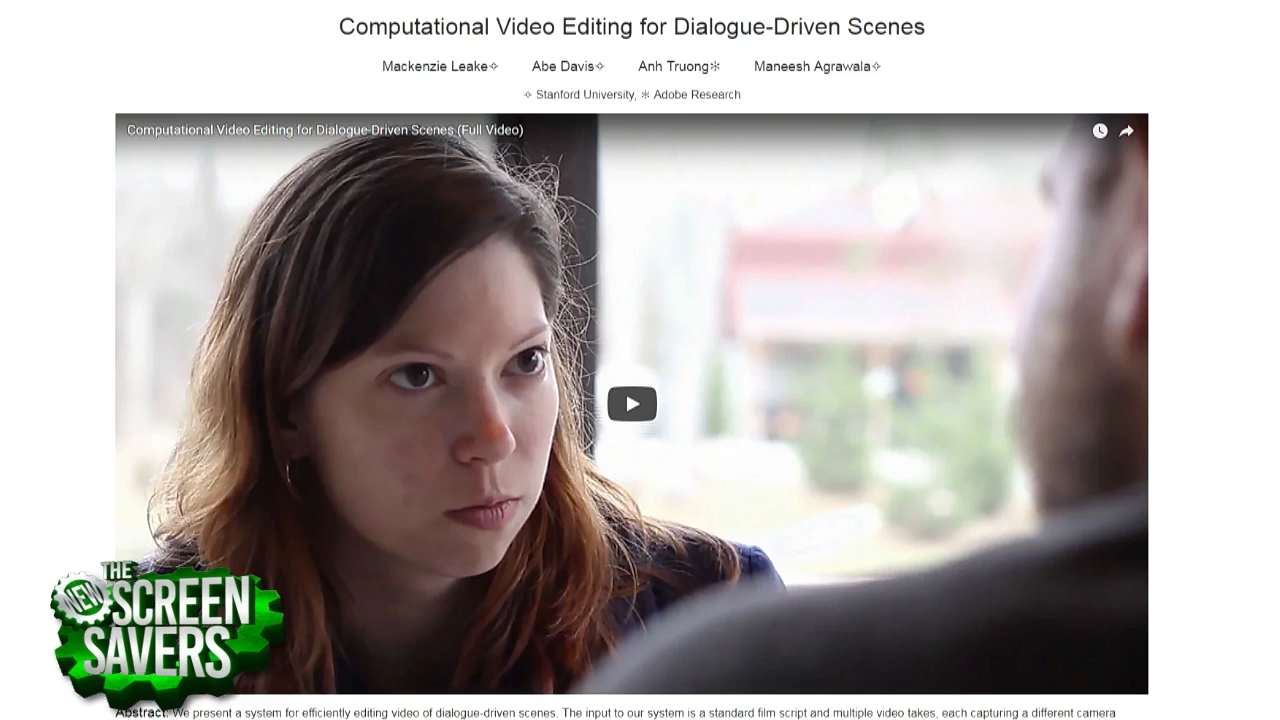 Computational Video Editing for Dialogue-Driven Scenes
Mackenzie Leake✧ Abe Davis✧ Anh Truong✼ Maneesh Agrawala✧
✧ Stanford University, ✼ Adobe Research
Computational Video Editing for Dialogue-Driven Scenes (Full Video)
THE
NEW
SCREEN
SAVERS
Abstract: We present a system for efficiently editing video of dialogue-driven scenes. The input to our system is a standard film script and multiple video takes, each capturing a different camera